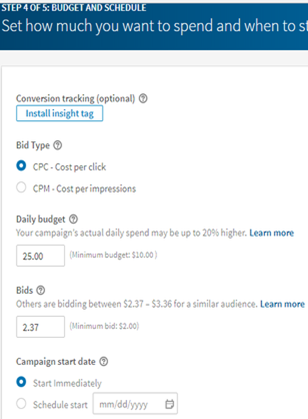 STEP 4 OF 5: BUDGET AND SCHEDULE
Set how much you want to spend and when to st
Conversion tracking (optional)
Install insight tag
Bid Type
CPC - Cost per click
CPM - Cost per impressions
Daily budget
Your campaign's actual daily spend may be up to 20% higher. Learn more
25.00 (Minimum budget: $10.00)
Bids
Others are bidding between $2.37 - $3.36 for a similar audience. Learn more
2.37 (Minimum bid: $2.00)
Campaign start date
Start Immediately
Schedule start mm/dd/yyyy